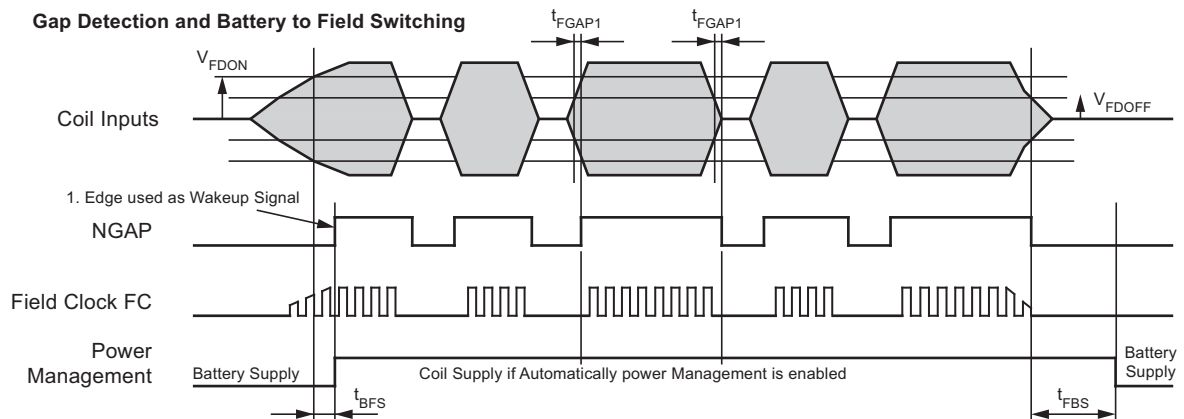 Gap Detection and Battery to Field Switching
tFGAP1
tFGAP1
VFDON
Coil Inputs
VFDOFF
1. Edge used as Wakeup Signal
NGAP
Field Clock FC
Power
Management
Battery Supply
Coil Supply if Automatically power Management is enabled
Battery
Supply
tBFS
tFBS